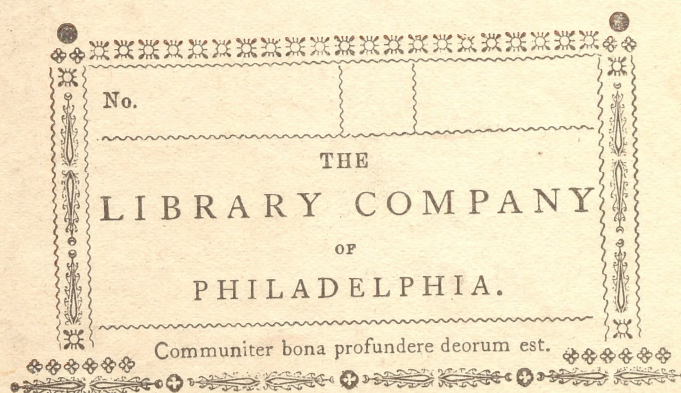 No.
THE
LIBRARY COMPANY
OF
PHILADELPHIA.
Communiter bona profundere deorum est.